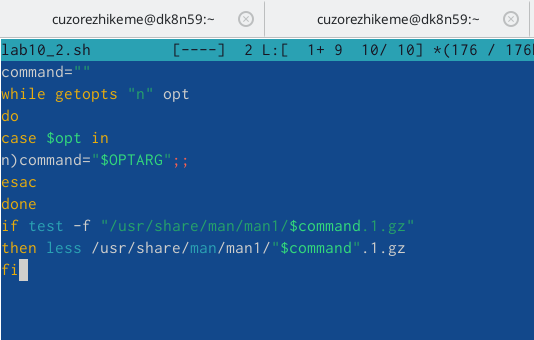 cuzorezhikeme@dk8n59:~ cuzorezhikeme@dk8n59:~
lab10_2.sh [----] 2 L:[ 1+ 9 10/ 10] *(176 / 176
command=""
while getopts "n" opt
do
case $opt in
n)command="$OPTARG";;
esac
done
if test -f "/usr/share/man/man1/$command.1.gz"
then less /usr/share/man/man1/"$command".1.gz
fi